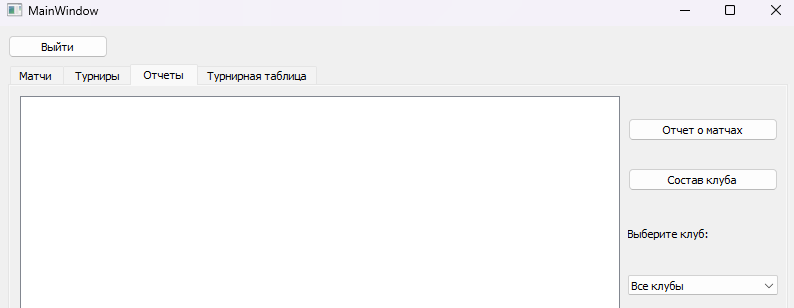 MainWindow
Выйти
Матчи Турниры Отчеты Турнирная таблица
Отчет о матчах
Состав клуба
Выберите клуб:
Все клубы